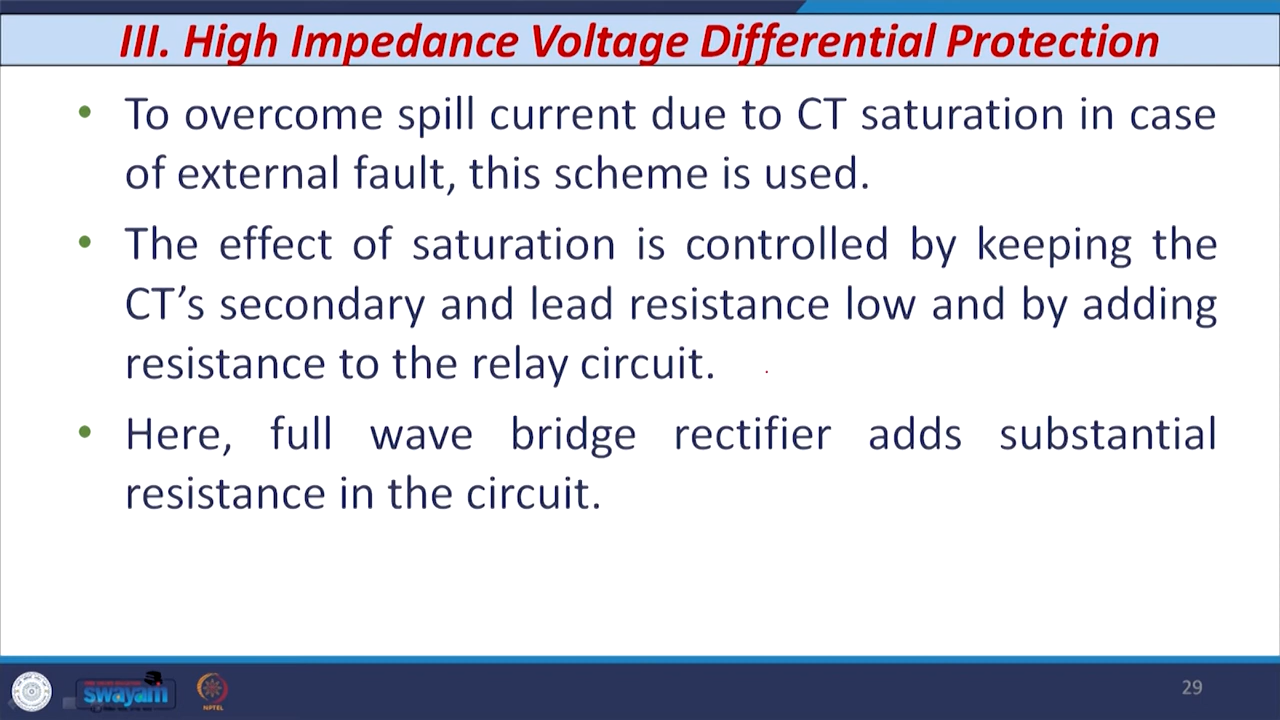 III. High Impedance Voltage Differential Protection
• To overcome spill current due to CT saturation in case
of external fault, this scheme is used.
• The effect of saturation is controlled by keeping the
CT’s secondary and lead resistance low and by adding
resistance to the relay circuit.
• Here, full wave bridge rectifier adds substantial
resistance in the circuit.
swayam
NPTEL
29